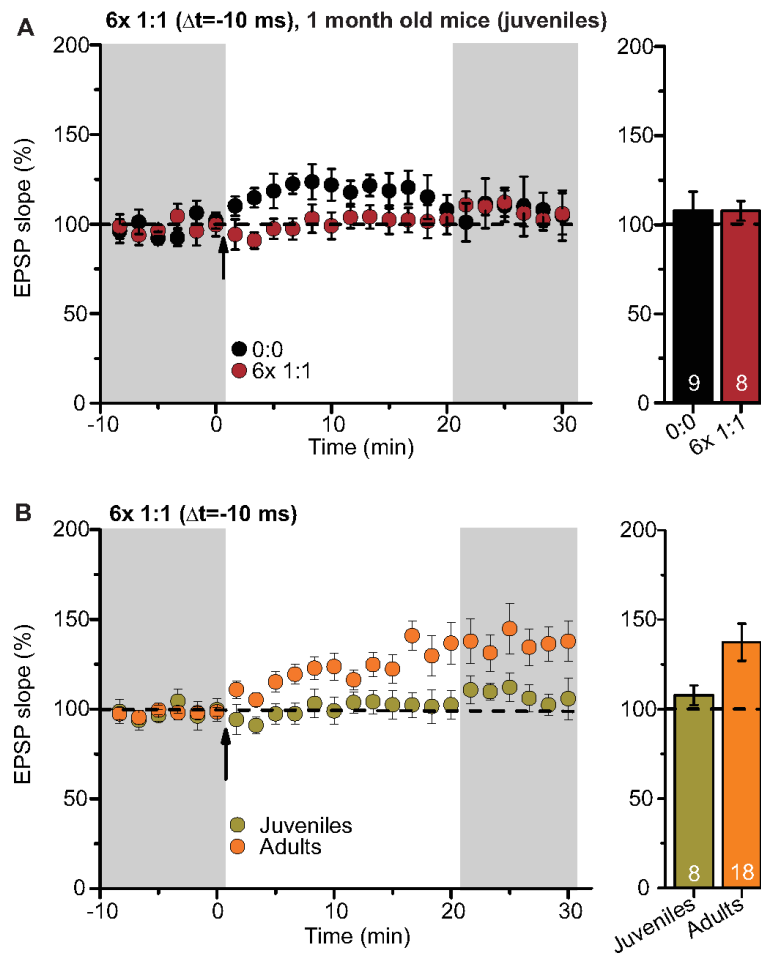 A
6x 1:1 (Δt=-10 ms), 1 month old mice (juveniles)
200
150
100
50
0
EPSP slope (%)
0:0
6x 1:1
-10
0
10
20
30
Time (min)
200
150
100
50
0
9
8
0:0
6x 1:1
B
6x 1:1 (Δt=-10 ms)
200
150
100
50
0
EPSP slope (%)
Juveniles
Adults
-10
0
10
20
30
Time (min)
200
150
100
50
0
8
18
Juveniles
Adults